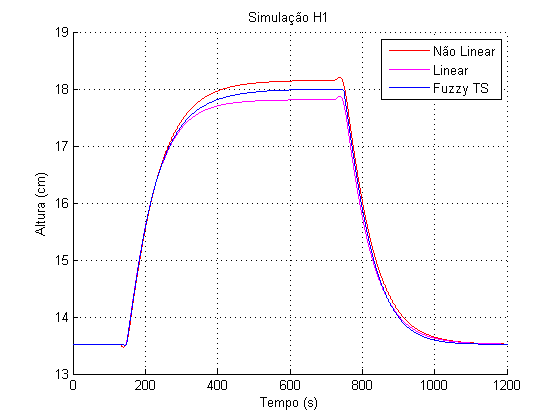 Simulação H1
Não Linear
Linear
Fuzzy TS
Altura (cm)
19
18
17
16
15
14
13
0 200 400 600 800 1000 1200
Tempo (s)